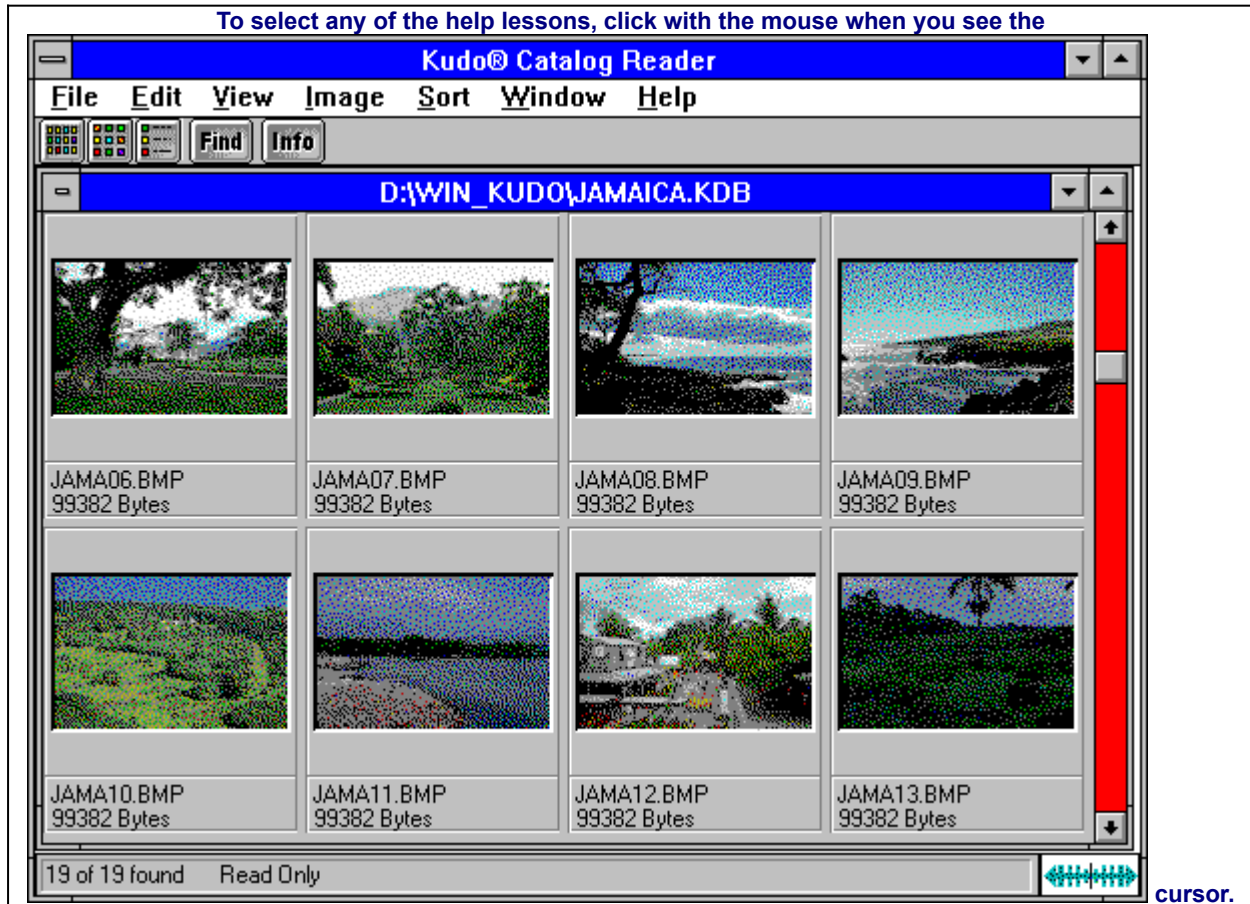 To select any of the help lessons, click with the mouse when you see the
Kudo® Catalog Reader
File Edit View Image Sort Window Help
Find Info
D:\WIN_KUDO\JAMAICA.KDB
JAMA06.BMP JAMA07.BMP JAMA08.BMP JAMA09.BMP
99382 Bytes 99382 Bytes 99382 Bytes 99382 Bytes
JAMA10.BMP JAMA11.BMP JAMA12.BMP JAMA13.BMP
99382 Bytes 99382 Bytes 99382 Bytes 99382 Bytes
19 of 19 found Read Only
cursor.